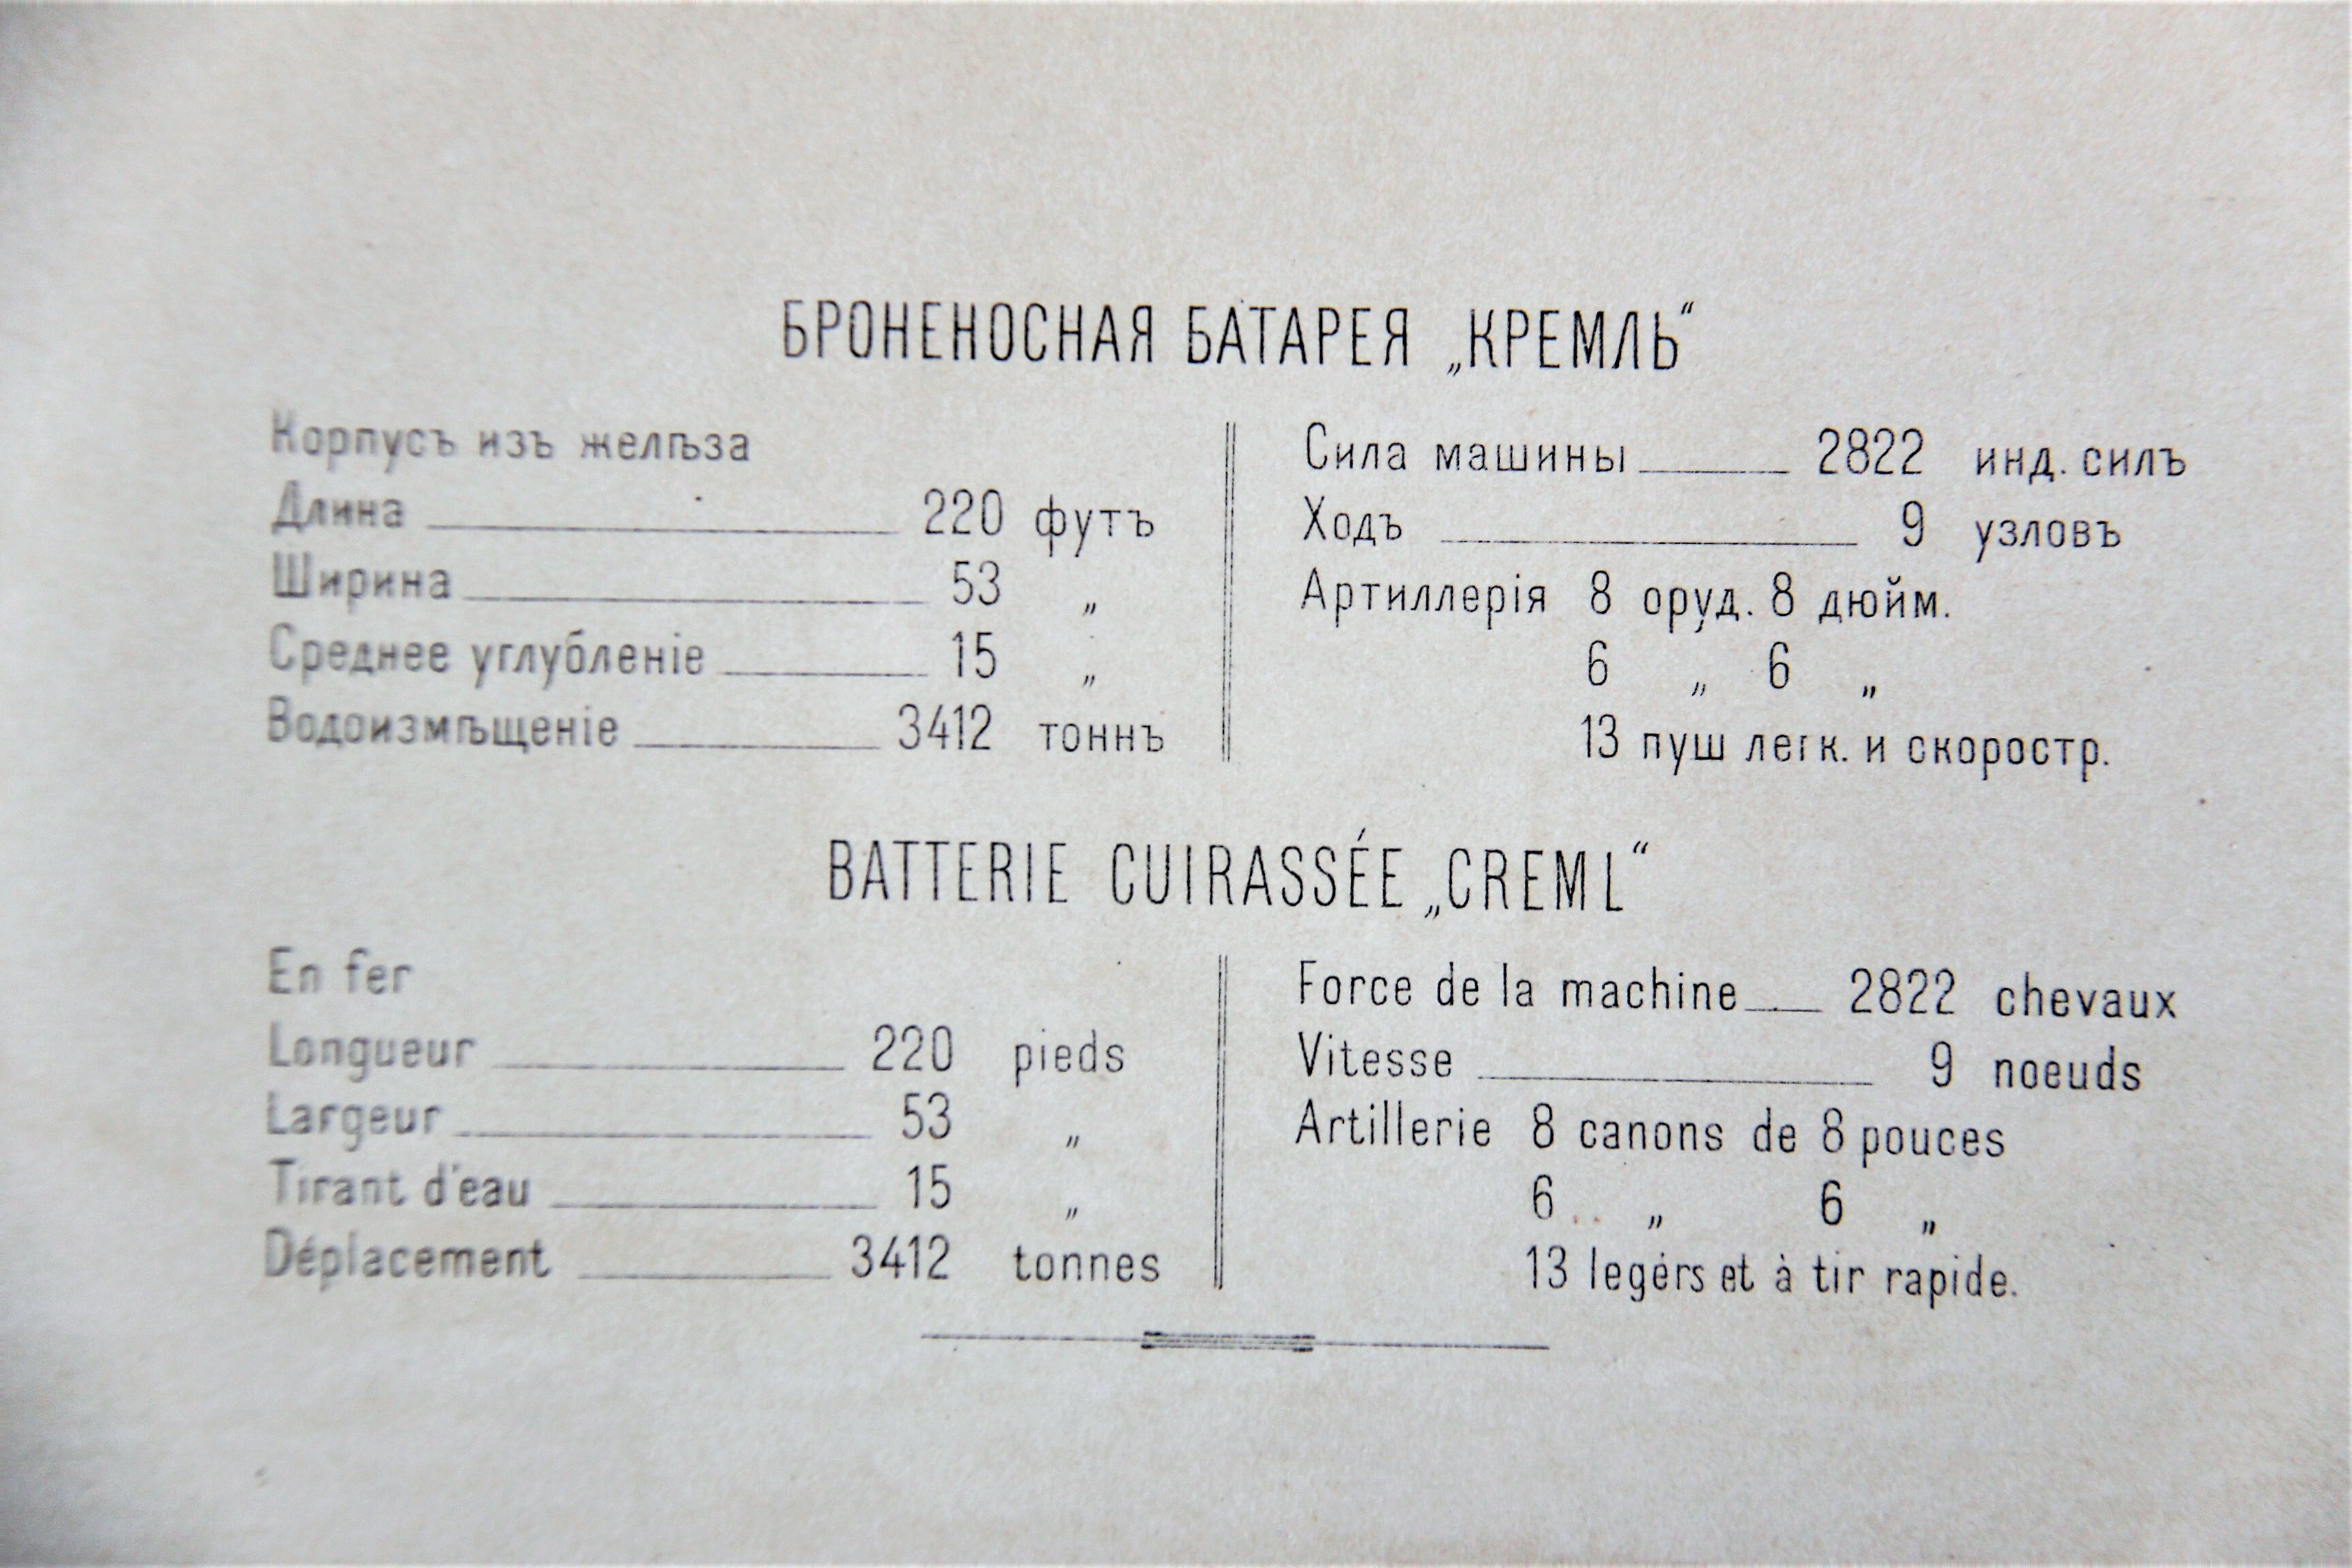 БРОНЕНОСНАЯ БАТАРЕЯ „КРЕМЛЬ“
Корпусъ изъ желѣза
Длина 220 футъ
Ширина 53 „
Среднее углубленіе 15 „
Водоизмѣщеніе 3412 тоннъ
Сила машины 2822 инд. силъ
Ходъ 9 узловъ
Артиллерія 8 оруд. 8 дюйм.
6 „ 6 „
13 пуш легк. и скоростр.
BATTERIE CUIRASSÉE „CREML“
En fer
Longueur 220 pieds
Largeur 53 „
Tirant d'eau 15 „
Déplacement 3412 tonnes
Force de la machine 2822 chevaux
Vitesse 9 noeuds
Artillerie 8 canons de 8 pouces
6 „ 6 „
13 legérs et à tir rapide.